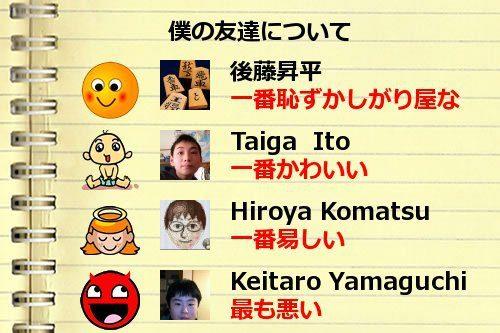 僕の友達について
後藤昇平
一番恥ずかしがり屋な
Taiga Ito
一番かわいい
Hiroya Komatsu
一番易しい
Keitaro Yamaguchi
最も悪い